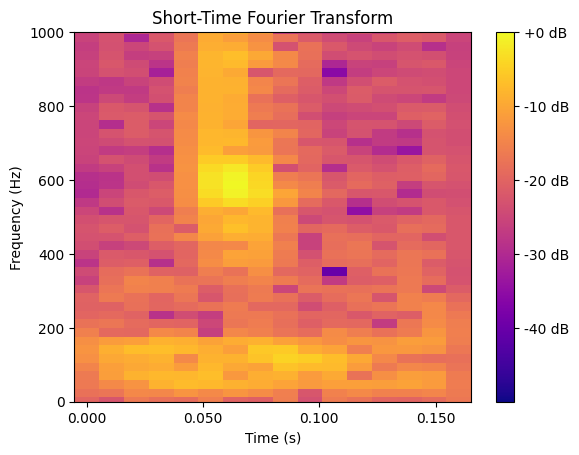 Short-Time Fourier Transform
1000
800
600
400
200
0
Frequency (Hz)
0.000
0.050
0.100
0.150
Time (s)
+0 dB
-10 dB
-20 dB
-30 dB
-40 dB